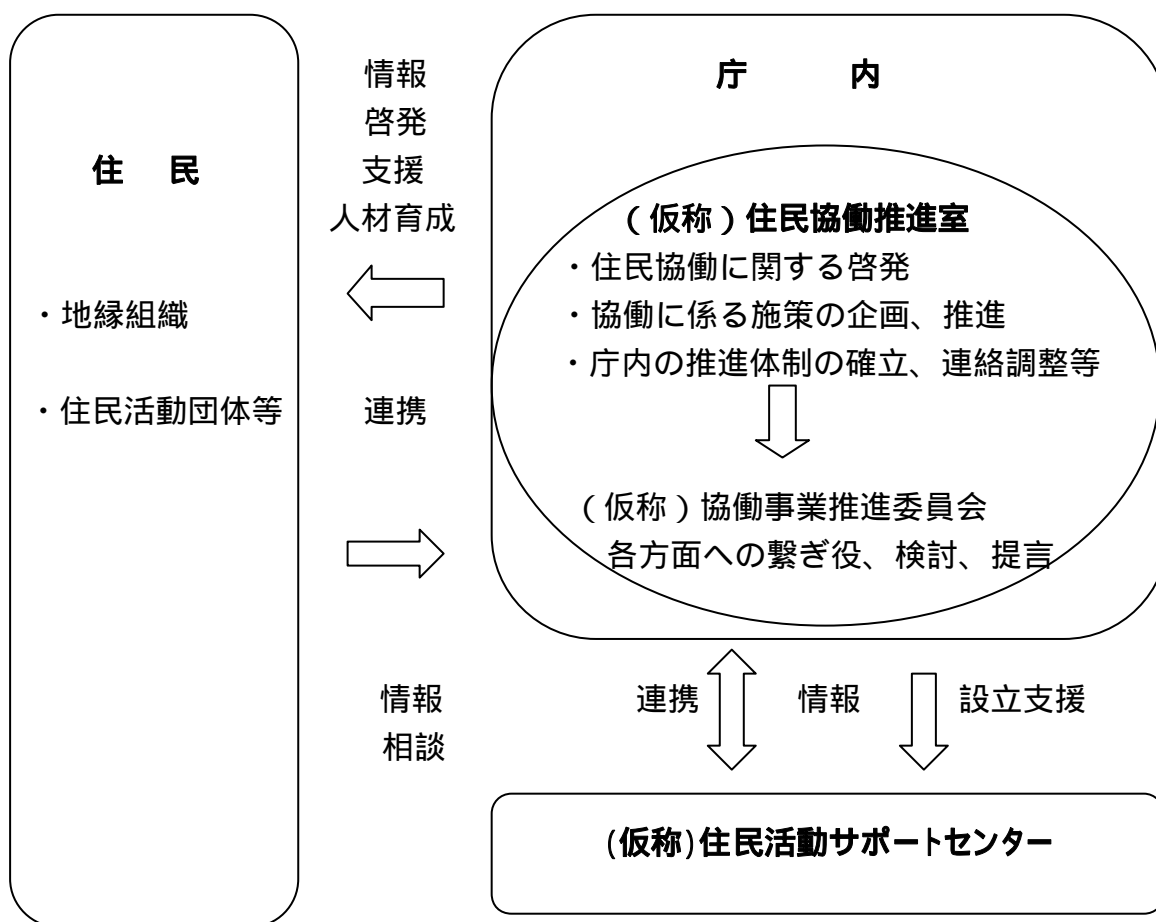 住　民
・地縁組織
・住民活動団体等
情報
啓発
支援
人材育成
連携
情報
相談
庁　　内
（仮称）住民協働推進室
・住民協働に関する啓発
・協働に係る施策の企画、推進
・庁内の推進体制の確立、連絡調整等
（仮称）協働事業推進委員会
各方面への繋ぎ役、検討、提言
連携　情報　設立支援
(仮称)住民活動サポートセンター